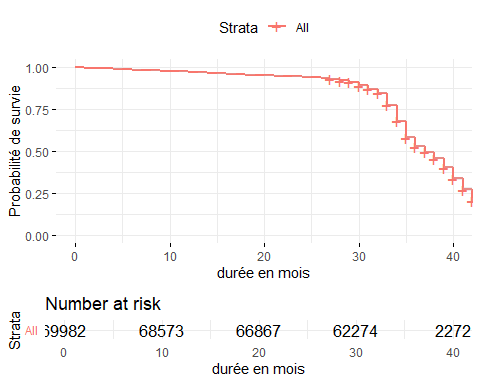 Strata All
1.00
0.75
0.50
0.25
0.00
Probabilité de survie
0 10 20 30 40
durée en mois
Number at risk
Strata
All 68573 66867 62274 2272
0 10 20 30 40
durée en mois